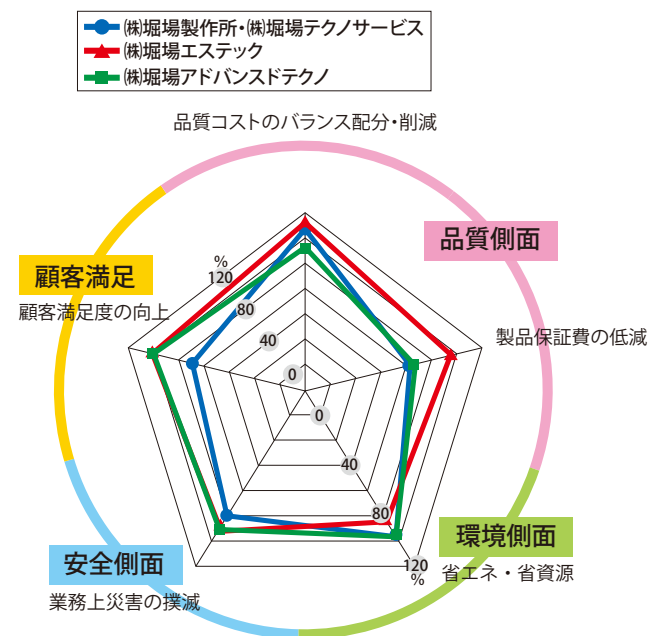 ㈱堀場製作所・㈱堀場テクノサービス
㈱堀場エステック
㈱堀場アドバンスドテクノ
品質コストのバランス配分・削減
品質側面
顧客満足
顧客満足度の向上
製品保証費の低減
%
120
80
40
0
0
40
80
120
%
環境側面
省エネ・省資源
安全側面
業務上災害の撲滅